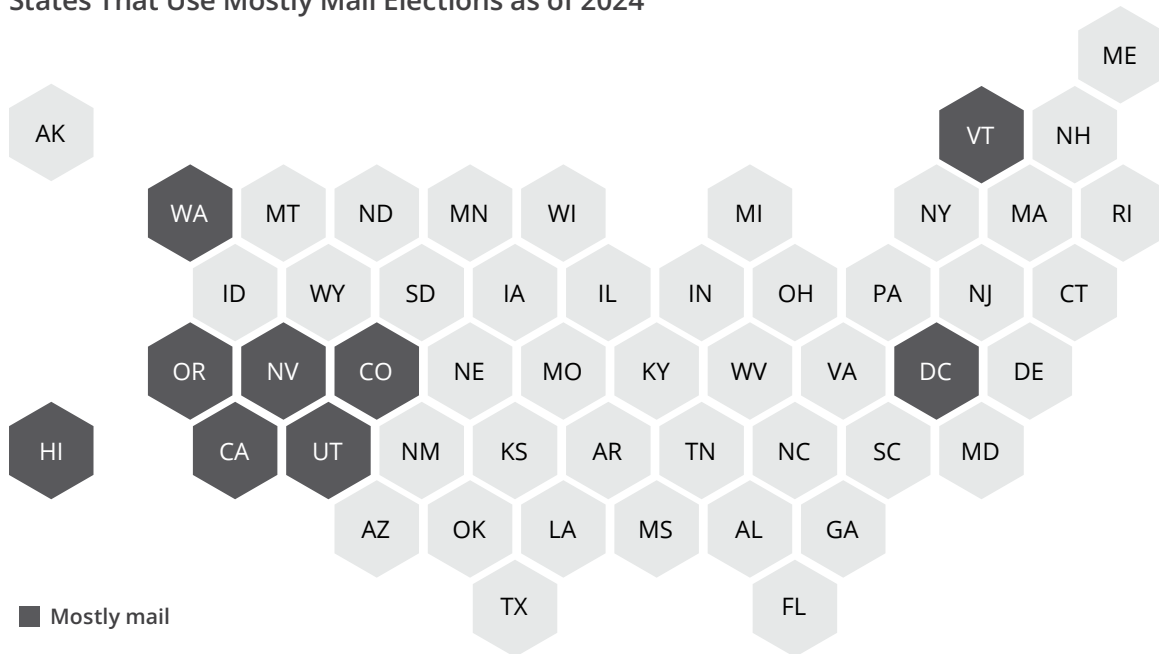 States That Use Mostly Mail Elections as of 2024
ME
AK VT NH
WA MT ND MN WI MI NY MA RI
ID WY SD IA IL IN OH PA NJ CT
OR NV CO NE MO KY WV VA DC DE
HI CA UT NM KS AR TN NC SC MD
AZ OK LA MS AL GA
TX FL
Mostly mail